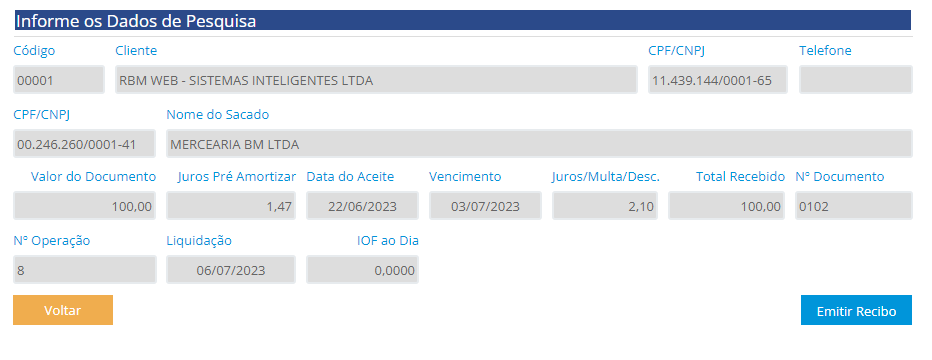 Informe os Dados de Pesquisa
Código Cliente CPF/CNPJ Telefone
00001 RBM WEB - SISTEMAS INTELIGENTES LTDA 11.439.144/0001-65
CPF/CNPJ Nome do Sacado
00.246.260/0001-41 MERCEARIA BM LTDA
Valor do Documento Juros Pré Amortizar Data do Aceite Vencimento Juros/Multa/Desc. Total Recebido Nº Documento
100,00 1,47 22/06/2023 03/07/2023 2,10 100,00 0102
Nº Operação Liquidação IOF ao Dia
8 06/07/2023 0,0000
Voltar Emitir Recibo